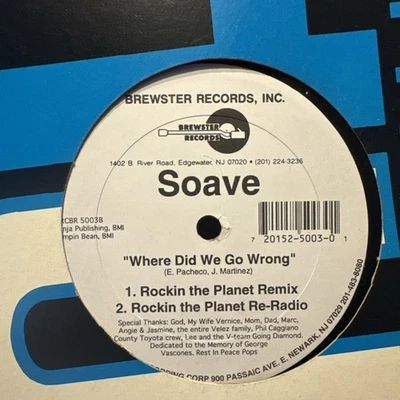 BREWSTER RECORDS, INC.
BREWSTER
RECORDS
1402 B. River Road, Edgewater, NJ 07020 • (201) 224-3236
Soave
CBR 50038
nja Publishing, BMI
mpin Bean, BMI
7 20152-5003-0 1
"Where Did We Go Wrong"
(E. Pacheco, J. Martinez)
1. Rockin the Planet Remix
2. Rockin the Planet Re-Radio
Special Thanks: God, My Wife Vernice, Mom, Dad, Marc,
Angie & Jasmine, the entire Velez family, Phil Caggiano
County Toyota crew, Lee and the V-team Going Diamond.
Dedicated to the Memory of George
Vascones. Rest In Peace Pops
CORP 900 PASSAIC AVE. E. NEWARK, NJ 07029 201-483-8080